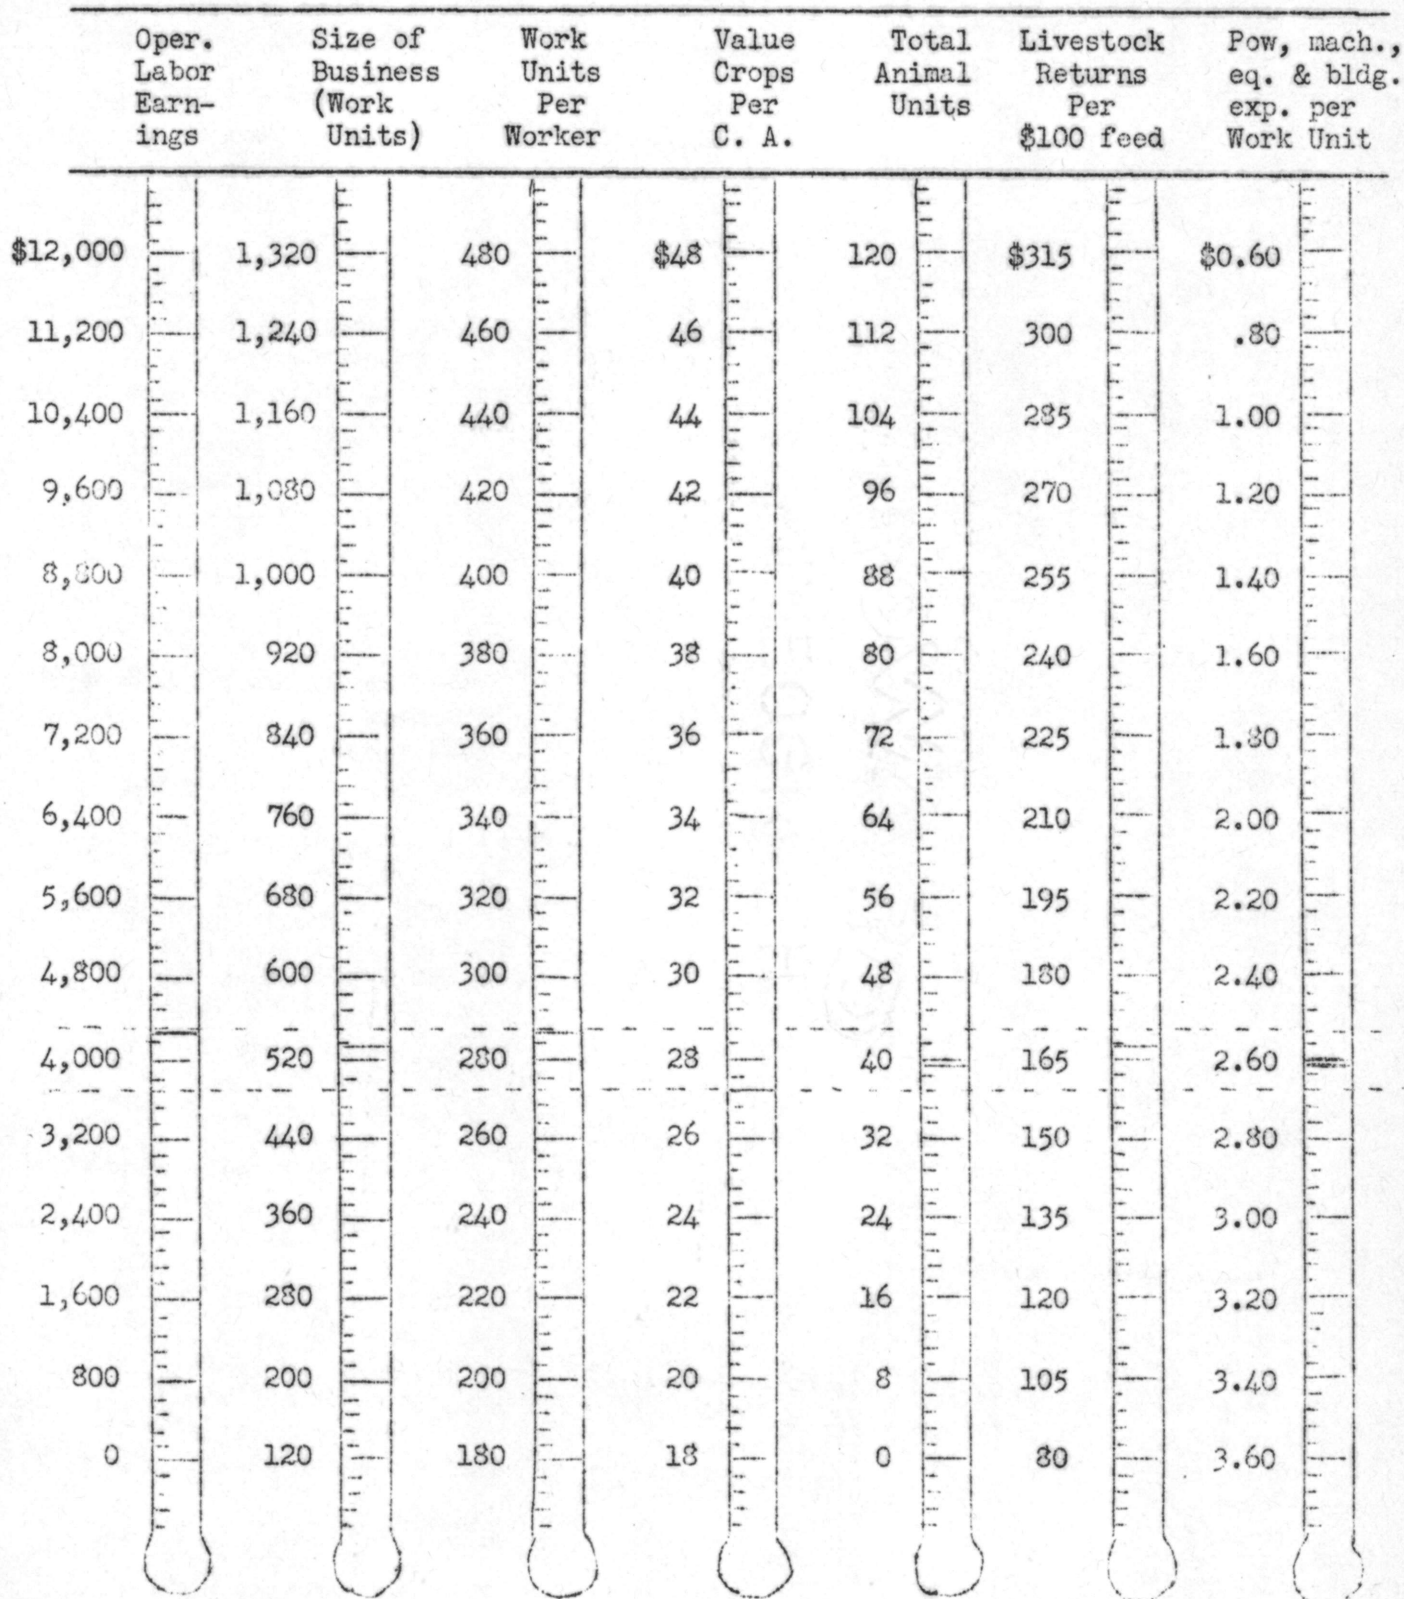 Oper. Size of Work Value Total Livestock Pow, mach.,
Labor Business Units Crops Animal Returns eq. & bldg.
Earn- (Work Per Per Units Per exp. per
ings Units) Worker C. A. $100 feed Work Unit
$12,000 1,320 480 $48 120 $315 $0.60
11,200 1,240 460 46 112 300 .80
10,400 1,160 440 44 104 285 1.00
9,600 1,080 420 42 96 270 1.20
8,800 1,000 400 40 88 255 1.40
8,000 920 380 38 80 240 1.60
7,200 840 360 36 72 225 1.80
6,400 760 340 34 64 210 2.00
5,600 680 320 32 56 195 2.20
4,800 600 300 30 48 180 2.40
4,000 520 280 28 40 165 2.60
3,200 440 260 26 32 150 2.80
2,400 360 240 24 24 135 3.00
1,600 280 220 22 16 120 3.20
800 200 200 20 8 105 3.40
0 120 180 18 0 80 3.60